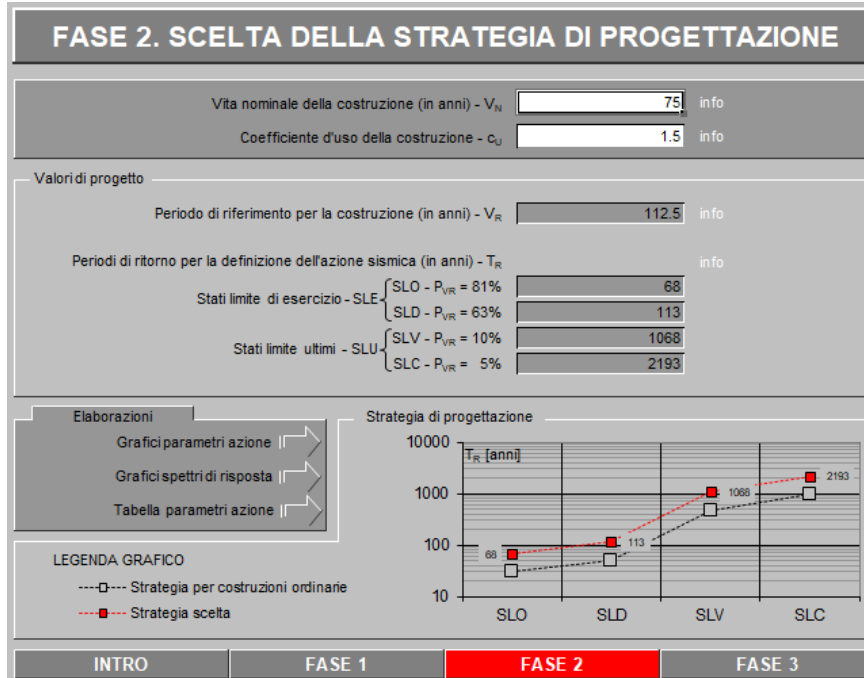 FASE 2. SCELTA DELLA STRATEGIA DI PROGETTAZIONE
Vita nominale della costruzione (in anni) - VN 75 info
Coefficiente d'uso della costruzione - cU 1.5 info
Valori di progetto
Periodo di riferimento per la costruzione (in anni) - VR 112.5 info
Periodi di ritorno per la definizione dell'azione sismica (in anni) - TR info
Stati limite di esercizio - SLE
SLO - PVR = 81% 68
SLD - PVR = 63% 113
Stati limite ultimi - SLU
SLV - PVR = 10% 1068
SLC - PVR = 5% 2193
Elaborazioni
Grafici parametri azione
Grafici spettri di risposta
Tabella parametri azione
Strategia di progettazione
TR [anni]
10000
1000
100
10
68
113
1068
2193
SLO SLD SLV SLC
LEGENDA GRAFICO
Strategia per costruzioni ordinarie
Strategia scelta
INTRO FASE 1 FASE 2 FASE 3